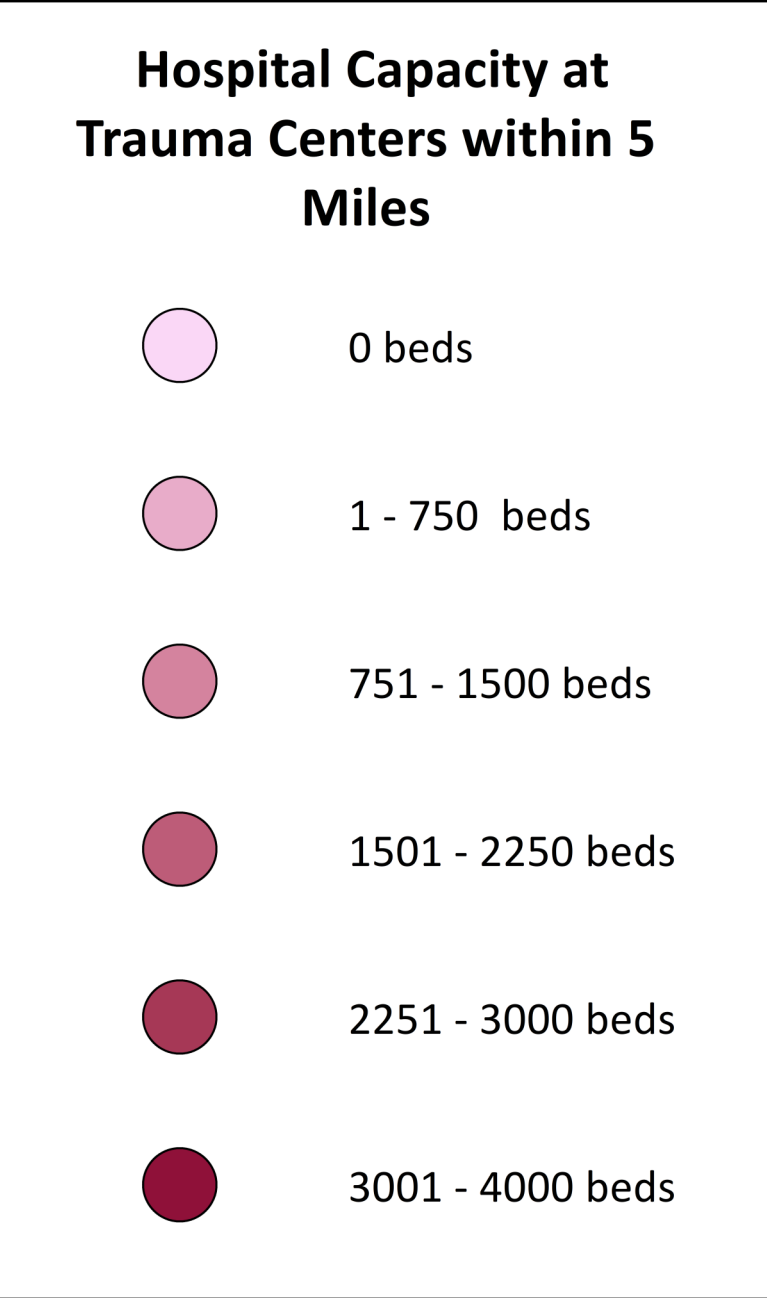 Hospital Capacity at
Trauma Centers within 5
Miles
0 beds
1 - 750  beds
751 - 1500 beds
1501 - 2250 beds
2251 - 3000 beds
3001 - 4000 beds